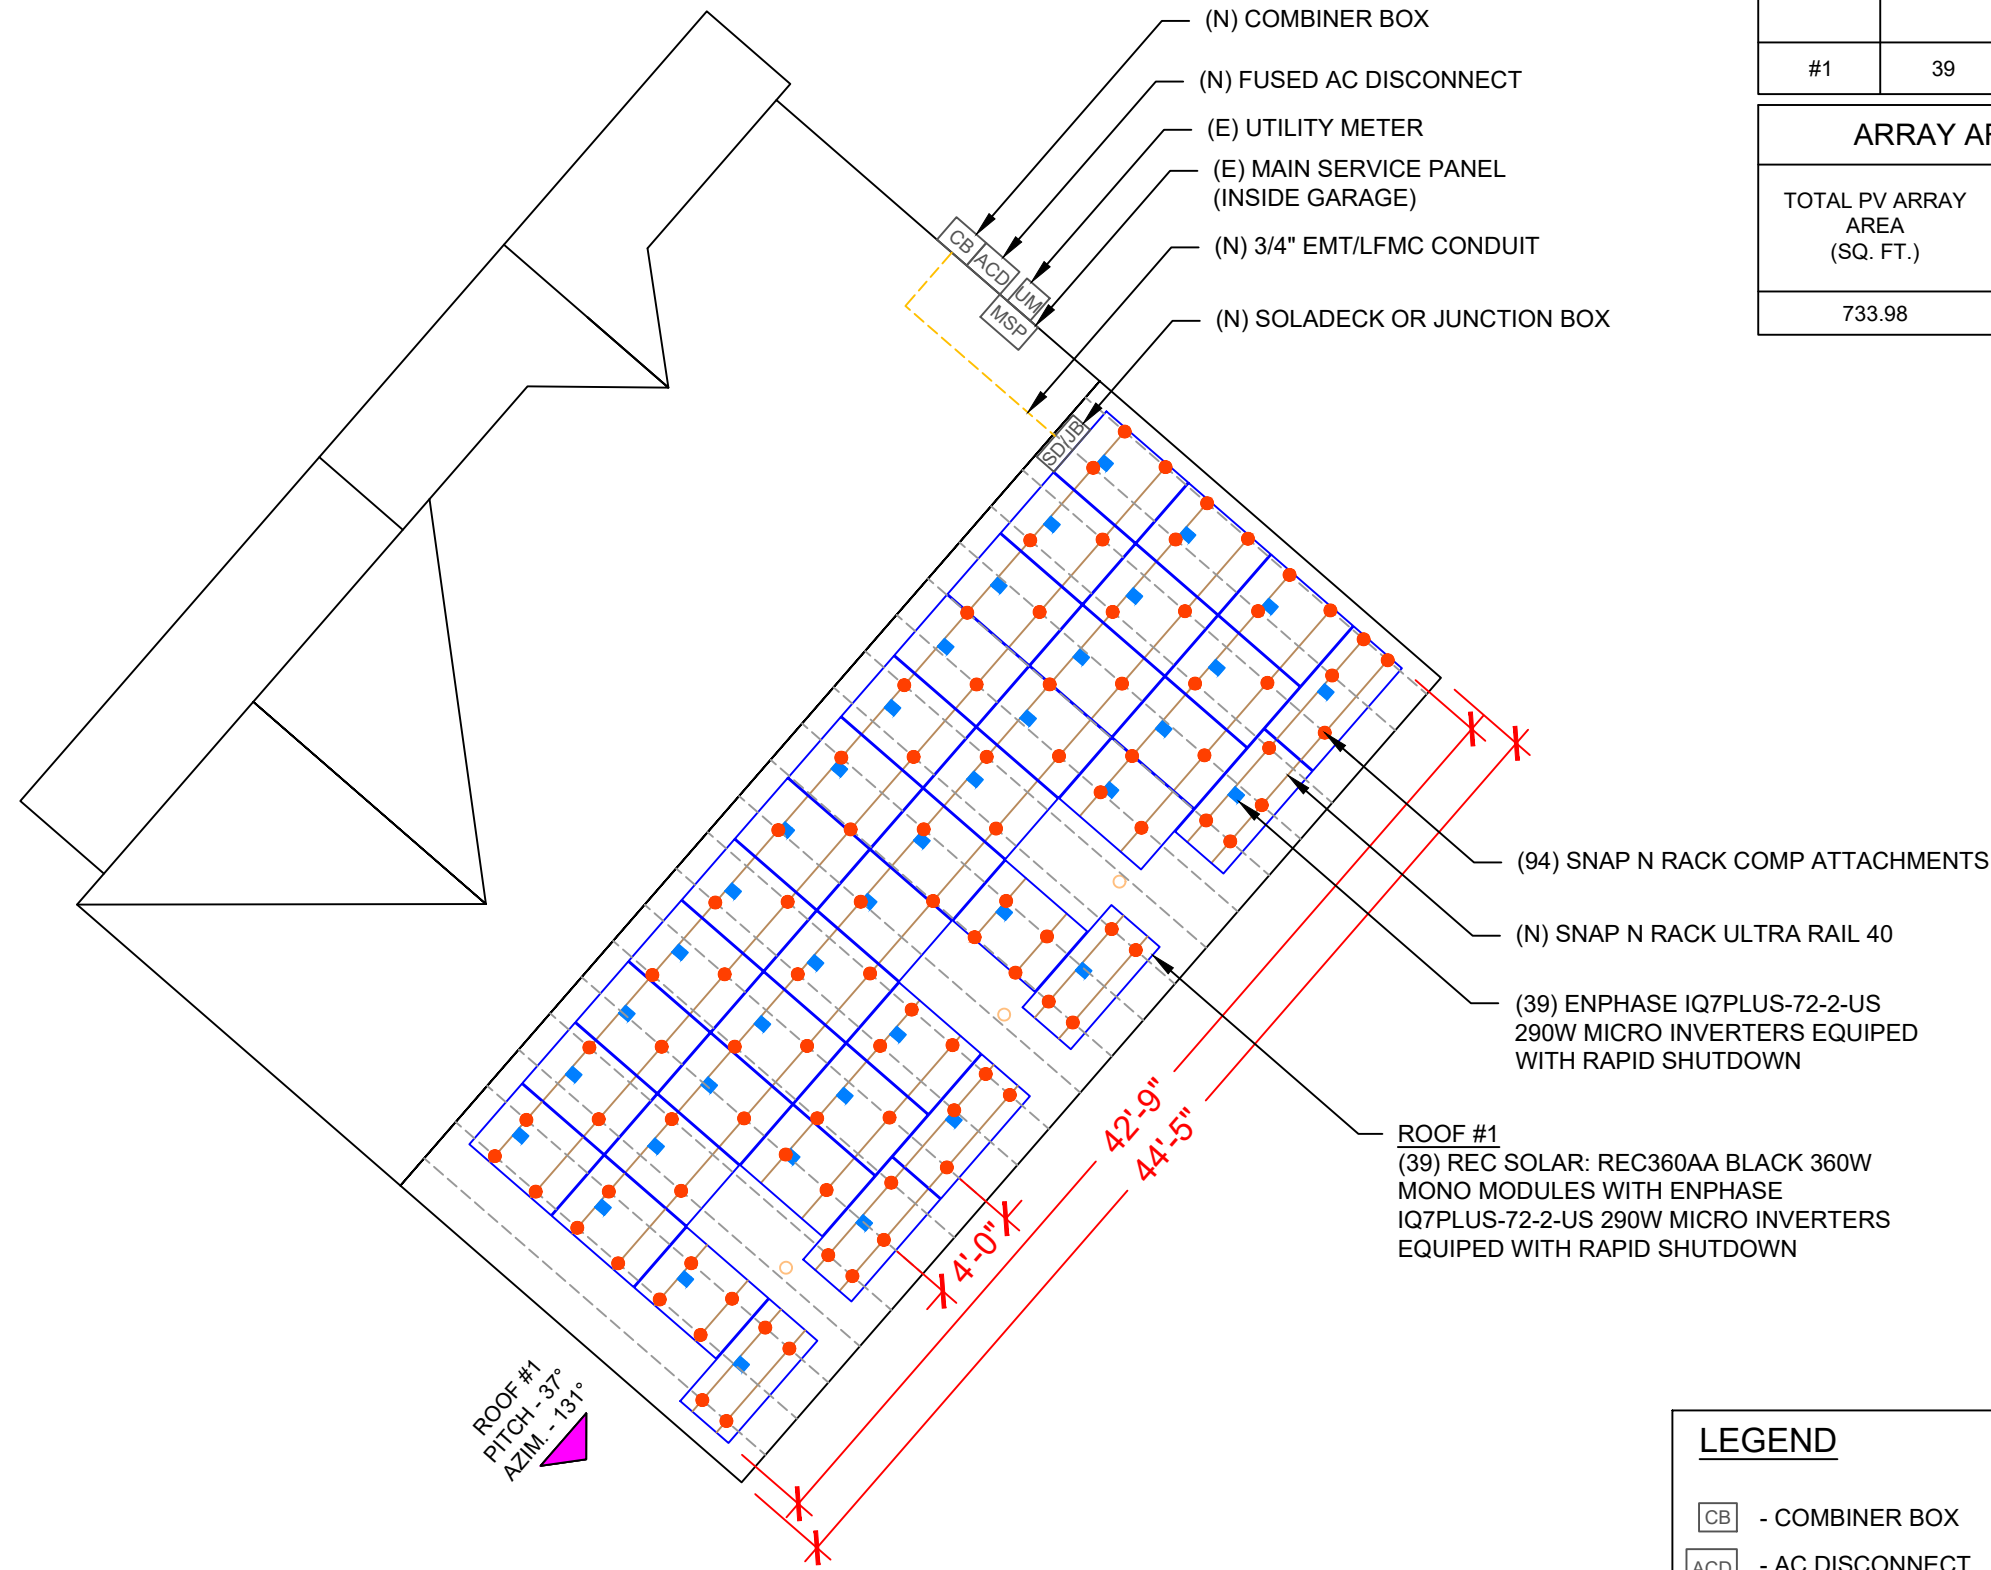 (N) COMBINER BOX
(N) FUSED AC DISCONNECT
(E) UTILITY METER
(E) MAIN SERVICE PANEL
(INSIDE GARAGE)
(N) 3/4" EMT/LFMC CONDUIT
(N) SOLADECK OR JUNCTION BOX
#1 39
ARRAY
TOTAL PV ARRAY
AREA
(SQ. FT.)
733.98
CB
ACD
UM
MSP
SD/JB
(94) SNAP N RACK COMP ATTACHMENTS
(N) SNAP N RACK ULTRA RAIL 40
(39) ENPHASE IQ7PLUS-72-2-US
290W MICRO INVERTERS EQUIPED
WITH RAPID SHUTDOWN
ROOF #1
(39) REC SOLAR: REC360AA BLACK 360W
MONO MODULES WITH ENPHASE
IQ7PLUS-72-2-US 290W MICRO INVERTERS
EQUIPED WITH RAPID SHUTDOWN
42'-9"
44'-5"
4'-0"
ROOF #1
PITCH - 37°
AZIM. - 131°
LEGEND
CB - COMBINER BOX
ACD - AC DISCONNECT